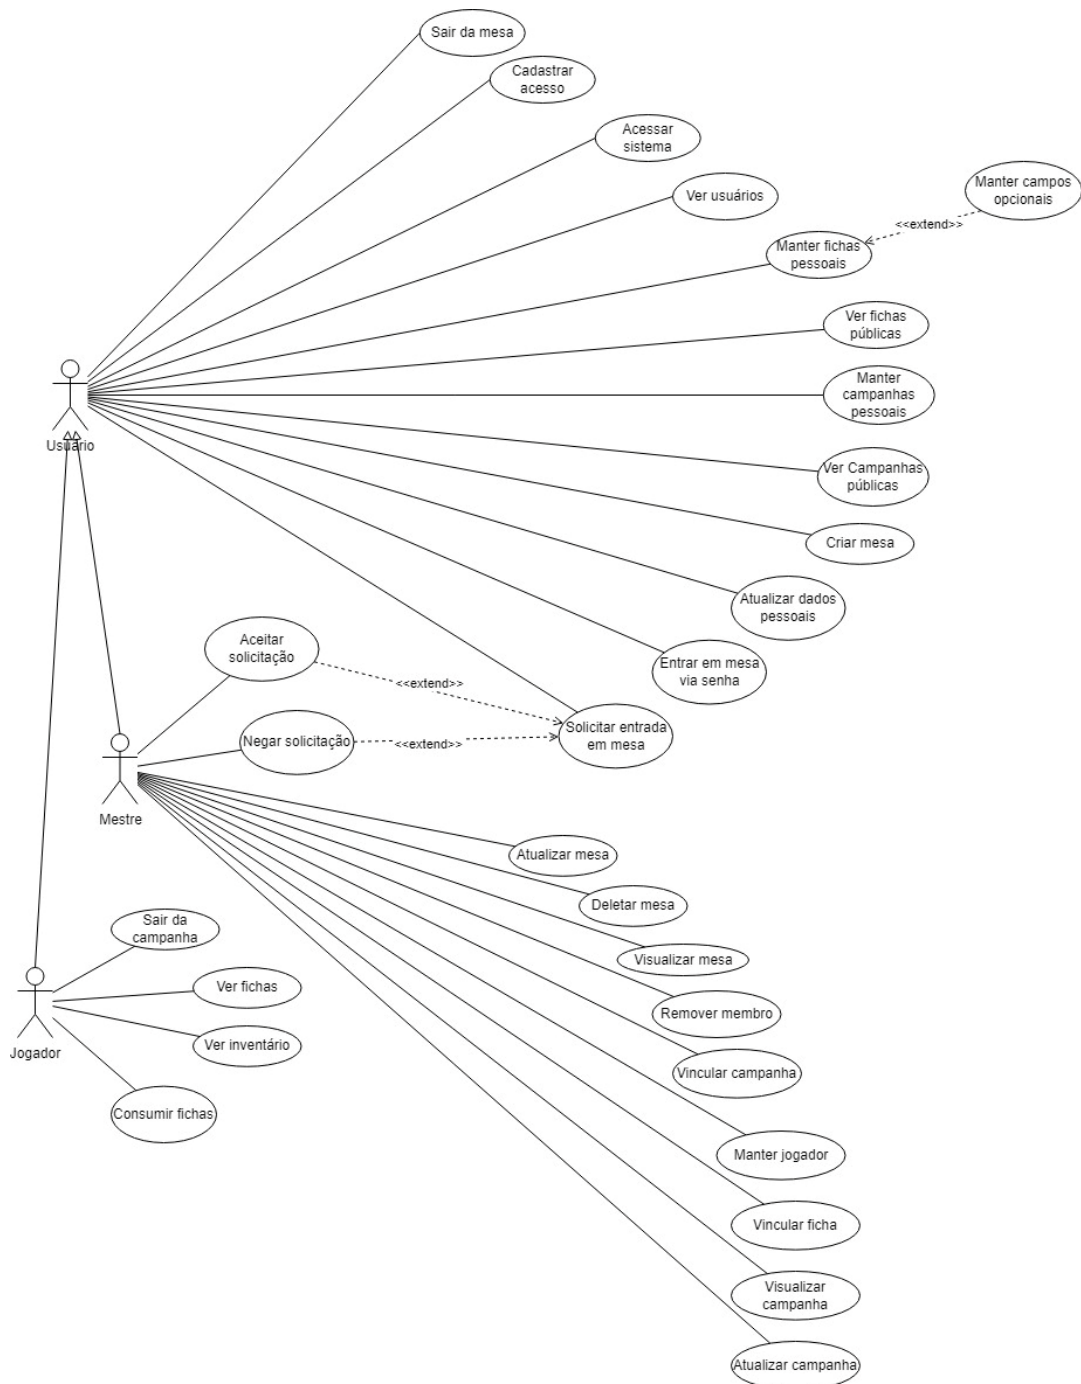 Sair da mesa
Cadastrar
acesso
Acessar
sistema
Ver usuários
Manter campos
opcionais
<<extend>>
Manter fichas
pessoais
Ver fichas
públicas
Manter
campanhas
pessoais
Usuário
Ver Campanhas
públicas
Criar mesa
Atualizar dados
pessoais
Entrar em mesa
via senha
Aceitar
solicitação
<<extend>>
Solicitar entrada
em mesa
Negar solicitação
<<extend>>
Mestre
Atualizar mesa
Deletar mesa
Visualizar mesa
Remover membro
Vincular campanha
Manter jogador
Vincular ficha
Visualizar
campanha
Atualizar campanha
Sair da
campanha
Ver fichas
Ver inventário
Jogador
Consumir fichas